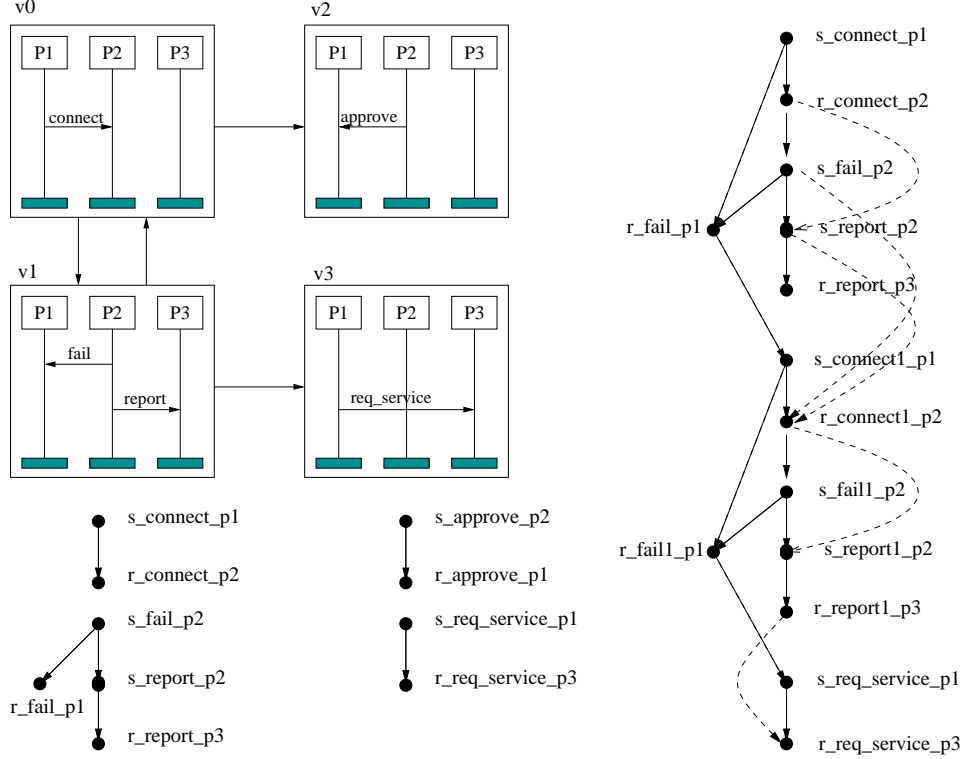 v0
P1 P2 P3
connect
v2
P1 P2 P3
approve
v1
P1 P2 P3
fail
report
v3
P1 P2 P3
req_service
s_connect_p1
r_connect_p2
s_fail_p2
s_report_p2
r_fail_p1
r_report_p3
s_approve_p2
r_approve_p1
s_req_service_p1
r_req_service_p3
s_connect_p1
r_connect_p2
s_fail_p2
r_fail_p1
s_report_p2
r_report_p3
s_connect1_p1
r_connect1_p2
s_fail1_p2
r_fail1_p1
s_report1_p2
r_report1_p3
s_req_service_p1
r_req_service_p3